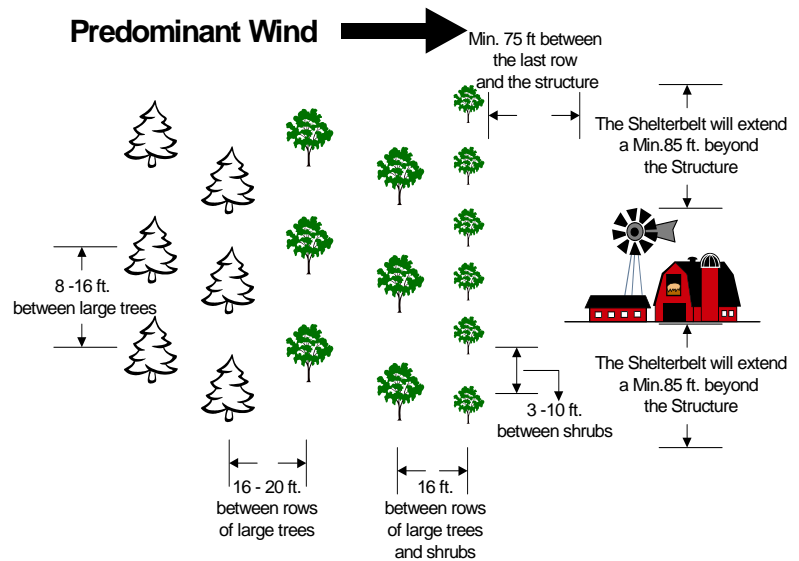 Predominant Wind
Min. 75 ft between
the last row
and the structure
The Shelterbelt will extend
a Min.85 ft. beyond
the Structure
8 -16 ft.
between large trees
The Shelterbelt will extend
a Min.85 ft. beyond
the Structure
3 -10 ft.
between shrubs
16 - 20 ft.
between rows
of large trees
16 ft.
between rows
of large trees
and shrubs